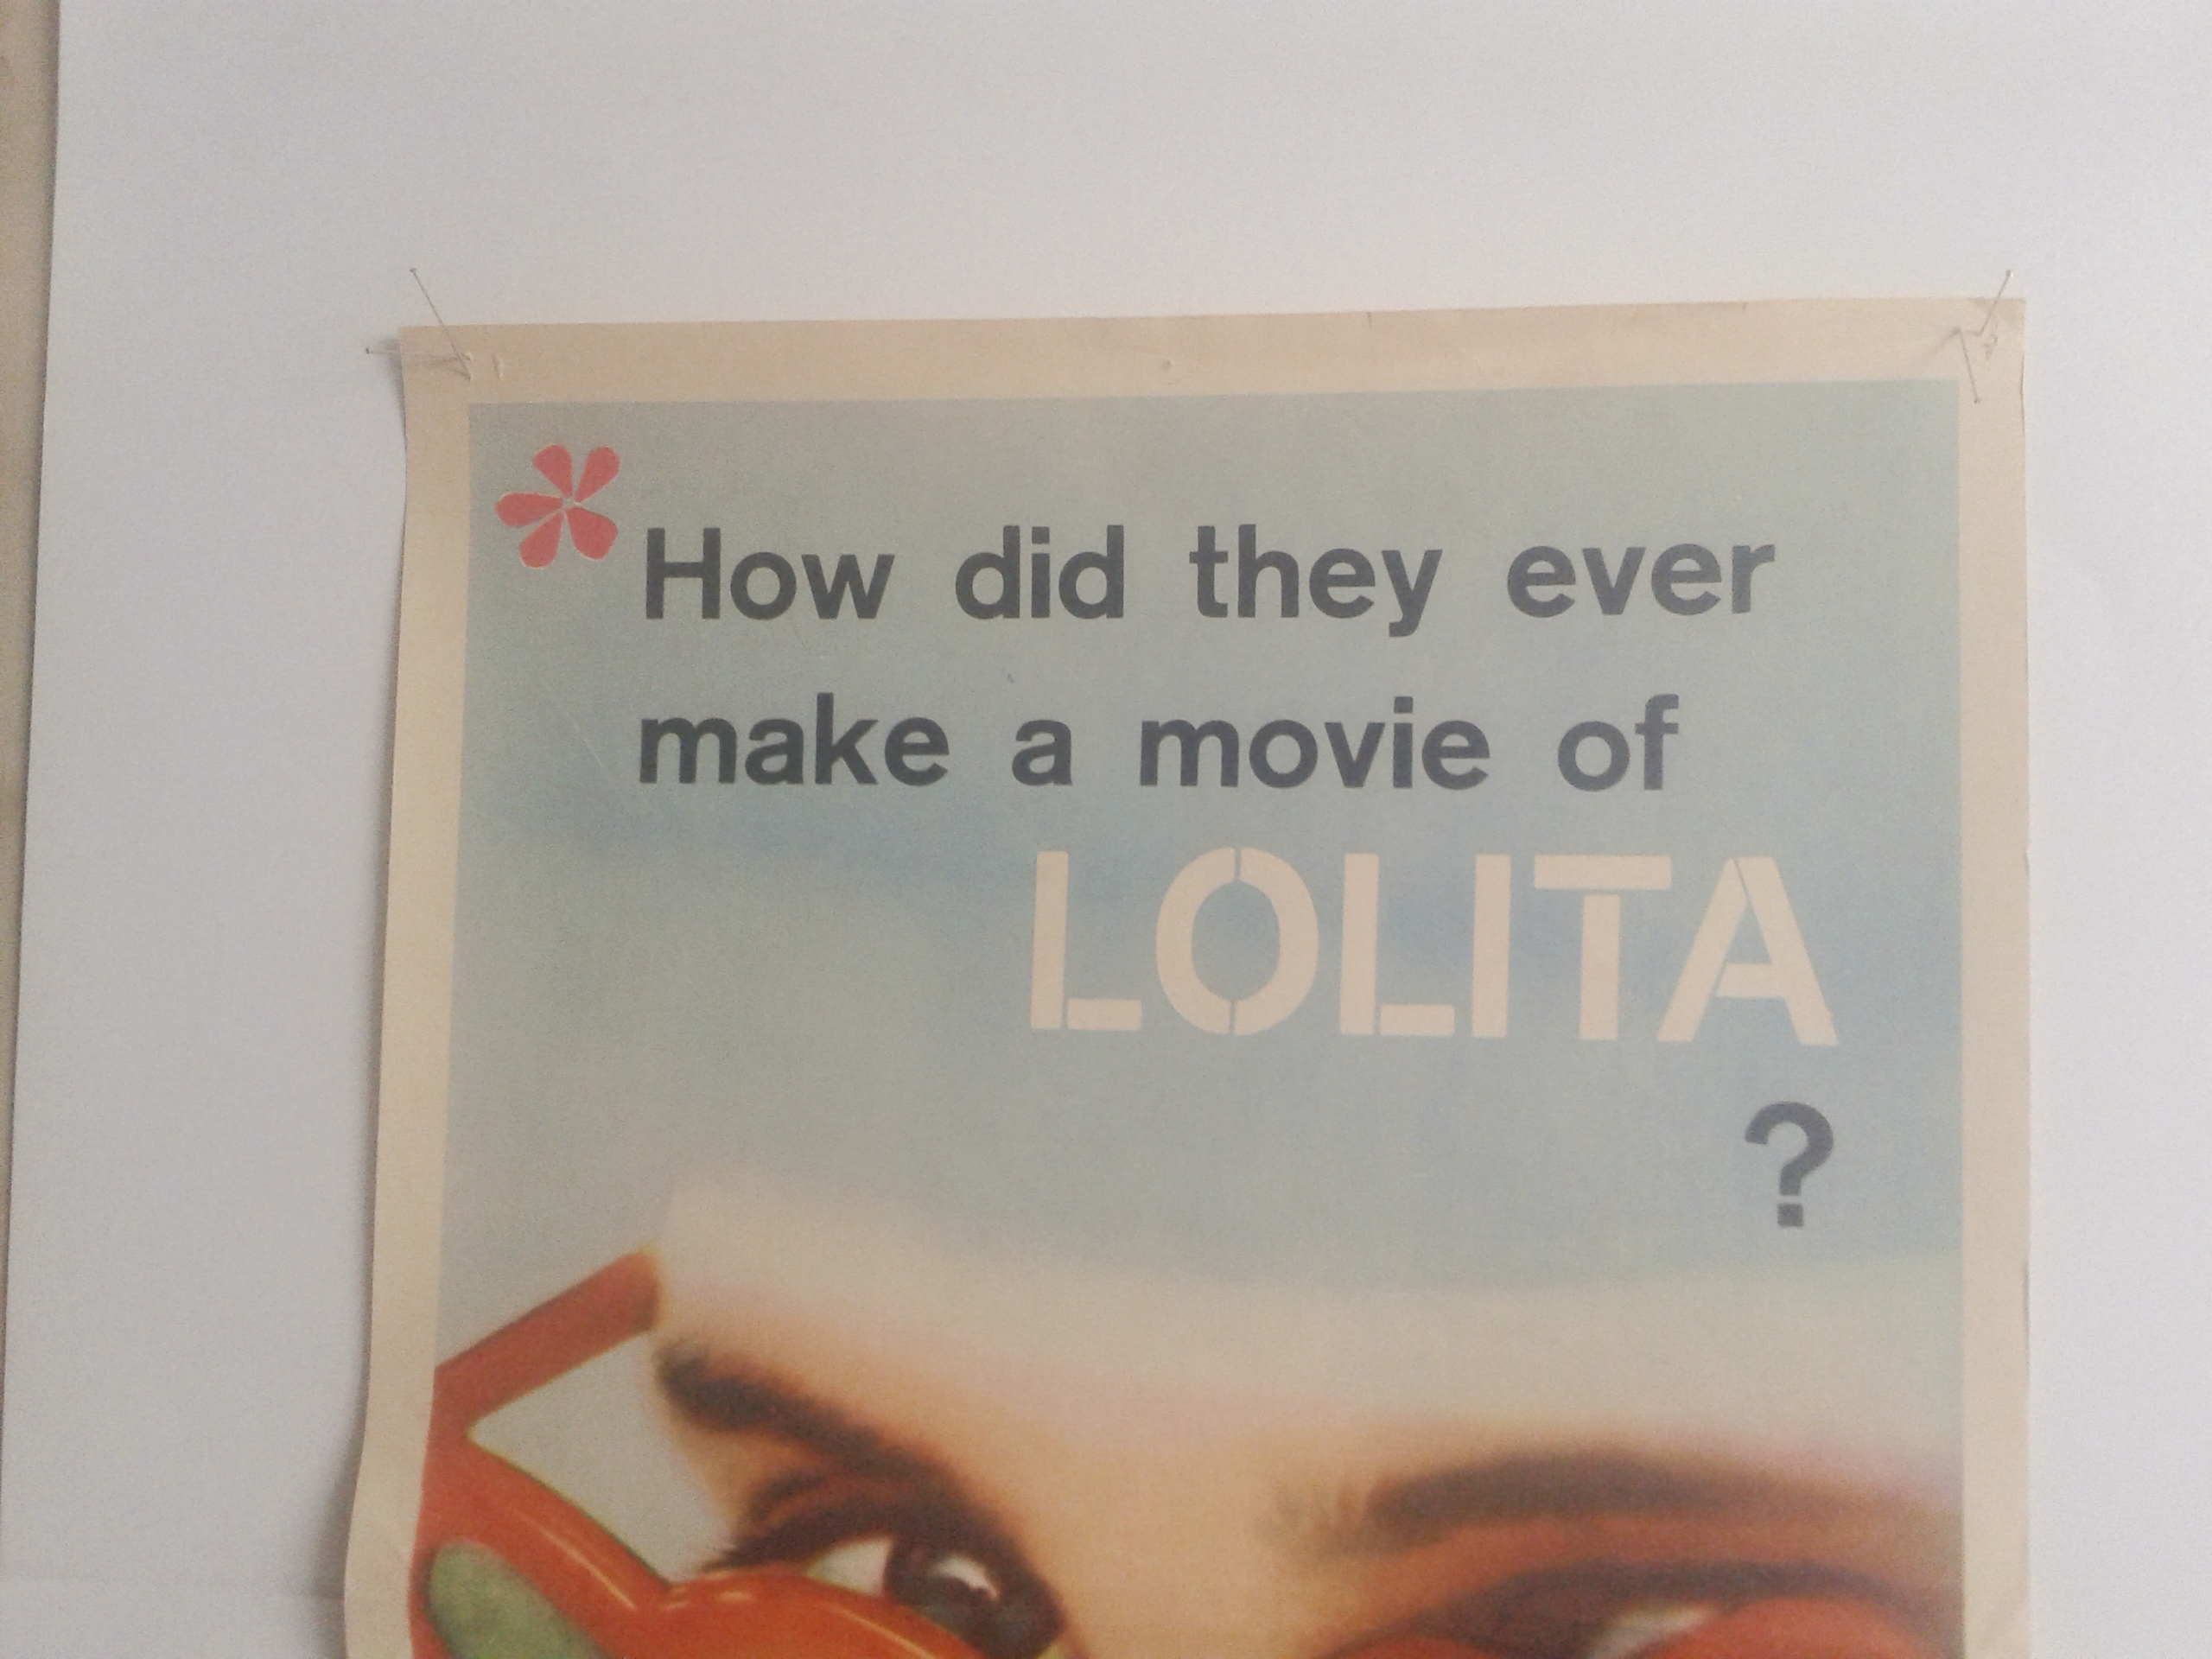 How did they ever
make a movie of
LOLITA
?